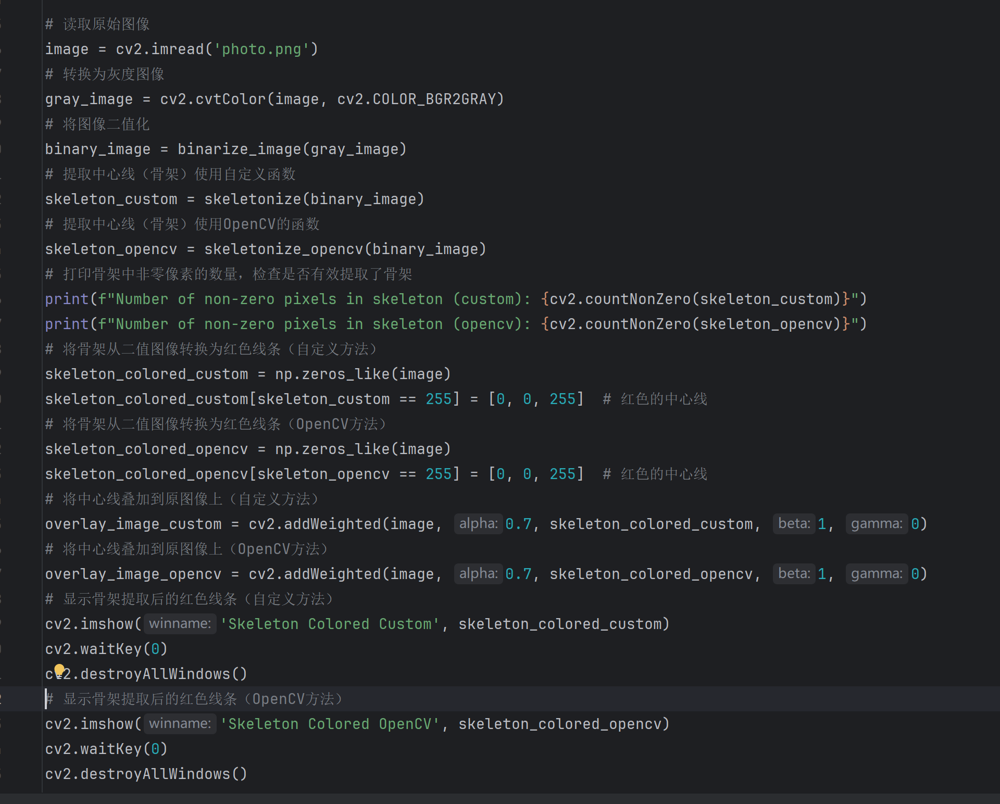 # 读取原始图像
image = cv2.imread('photo.png')
# 转换为灰度图像
gray_image = cv2.cvtColor(image, cv2.COLOR_BGR2GRAY)
# 将图像二值化
binary_image = binarize_image(gray_image)
# 提取中心线（骨架）使用自定义函数
skeleton_custom = skeletonize(binary_image)
# 提取中心线（骨架）使用OpenCV的函数
skeleton_opencv = skeletonize_opencv(binary_image)
# 打印骨架中非零像素的数量，检查是否有效提取了骨架
print(f"Number of non-zero pixels in skeleton (custom): {cv2.countNonZero(skeleton_custom)}")
print(f"Number of non-zero pixels in skeleton (opencv): {cv2.countNonZero(skeleton_opencv)}")
# 将骨架从二值图像转换为红色线条（自定义方法）
skeleton_colored_custom = np.zeros_like(image)
skeleton_colored_custom[skeleton_custom == 255] = [0, 0, 255]  # 红色的中心线
# 将骨架从二值图像转换为红色线条（OpenCV方法）
skeleton_colored_opencv = np.zeros_like(image)
skeleton_colored_opencv[skeleton_opencv == 255] = [0, 0, 255]  # 红色的中心线
# 将中心线叠加到原图像上（自定义方法）
overlay_image_custom = cv2.addWeighted(image, alpha: 0.7, skeleton_colored_custom, beta: 1, gamma: 0)
# 将中心线叠加到原图像上（OpenCV方法）
overlay_image_opencv = cv2.addWeighted(image, alpha: 0.7, skeleton_colored_opencv, beta: 1, gamma: 0)
# 显示骨架提取后的红色线条（自定义方法）
cv2.imshow( winname: 'Skeleton Colored Custom', skeleton_colored_custom)
cv2.waitKey(0)
cv2.destroyAllWindows()
# 显示骨架提取后的红色线条（OpenCV方法）
cv2.imshow( winname: 'Skeleton Colored OpenCV', skeleton_colored_opencv)
cv2.waitKey(0)
cv2.destroyAllWindows()